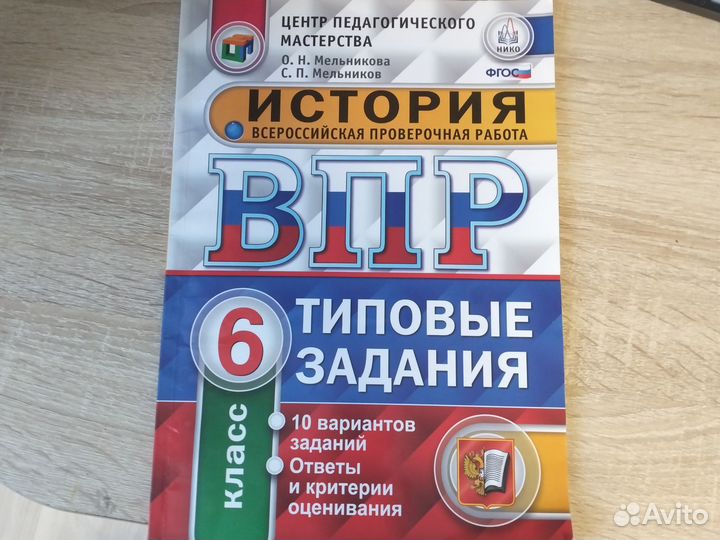 ЦЕНТР ПЕДАГОГИЧЕСКОГО
МАСТЕРСТВА
О. Н. Мельникова
С. П. Мельников
НИКО
ФГОС
ИСТОРИЯ
ВСЕРОССИЙСКАЯ ПРОВЕРОЧНАЯ РАБОТА
ВПР
6
класс
ТИПОВЫЕ
ЗАДАНИЯ
10 вариантов
заданий
Ответы
и критерии
оценивания
Avito